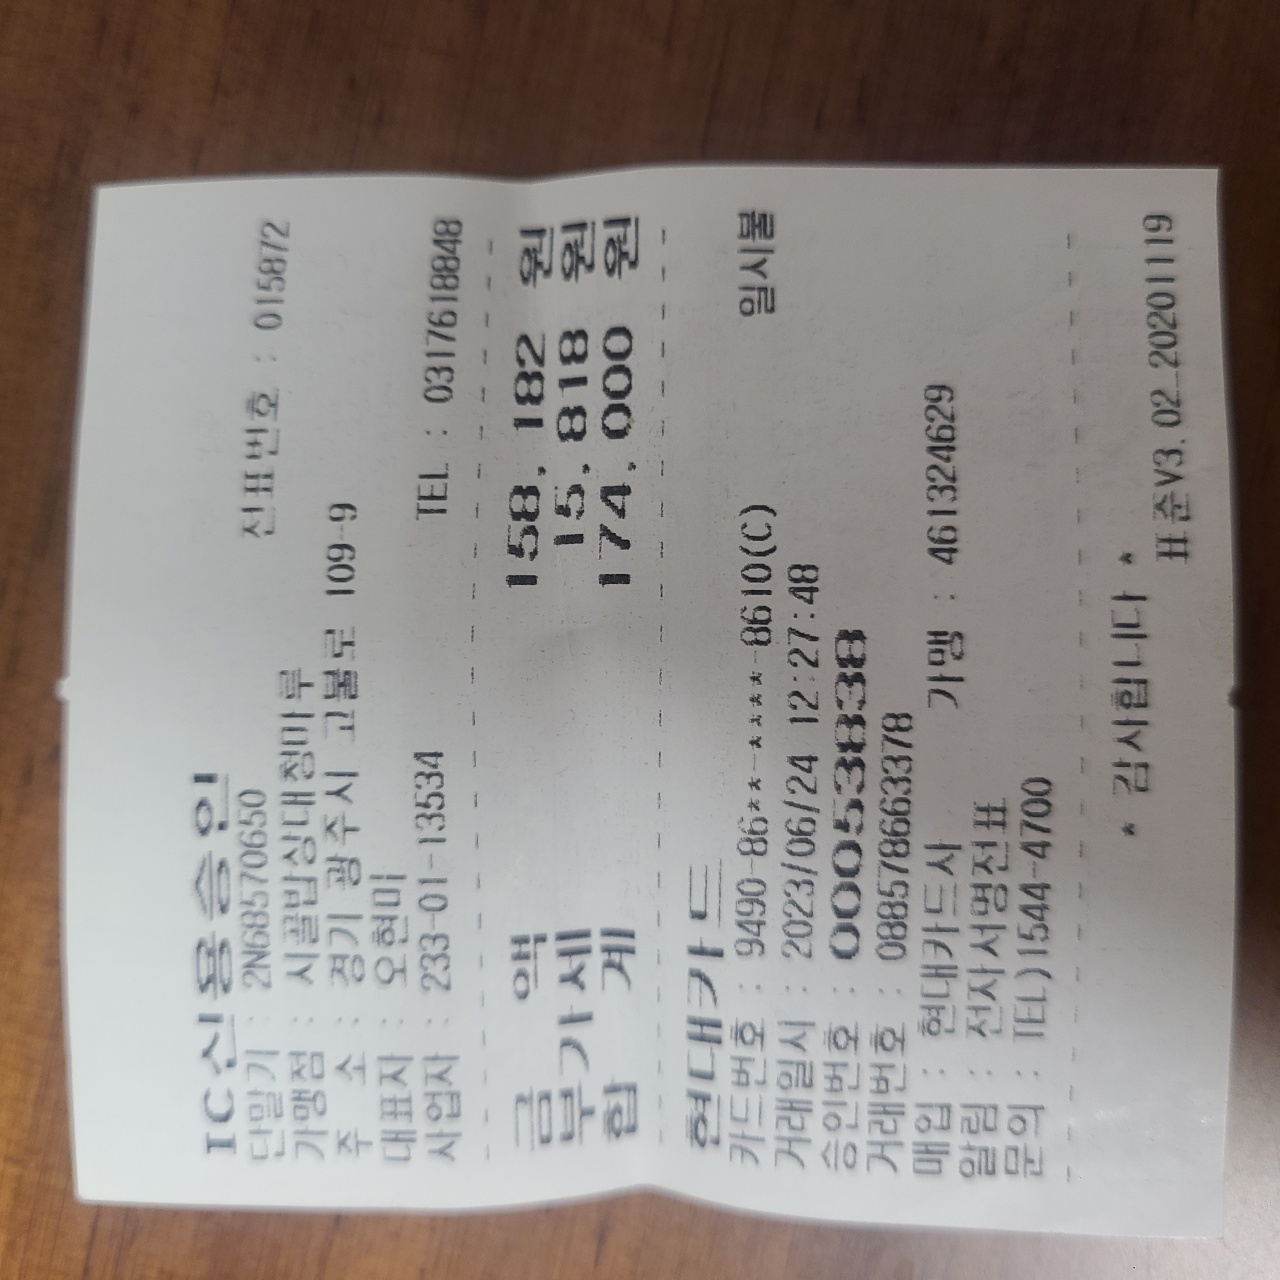 IC신용승인
단말기 : 2N68570650 전표번호 : 015872
가맹점 : 시골밥상대청마루
주 소 : 경기 광주시 고불로 109-9
대표자 : 오현미
사업자 : 233-01-13534 TEL : 0317618848
금 액 158,182 원
부가세 15,818 원
합 계 174,000 원
현대카드
카드번호 : 9490-86**-****-8610(C) 일시불
거래일시 : 2023/06/24 12:27:48
승인번호 : 00053838
거래번호 : 088578663378
매입 : 현대카드사 가맹 : 461324629
알림 : 전자서명전표
문의 : TEL)1544-4700
* 감사합니다 *
표준V3.02_20201119